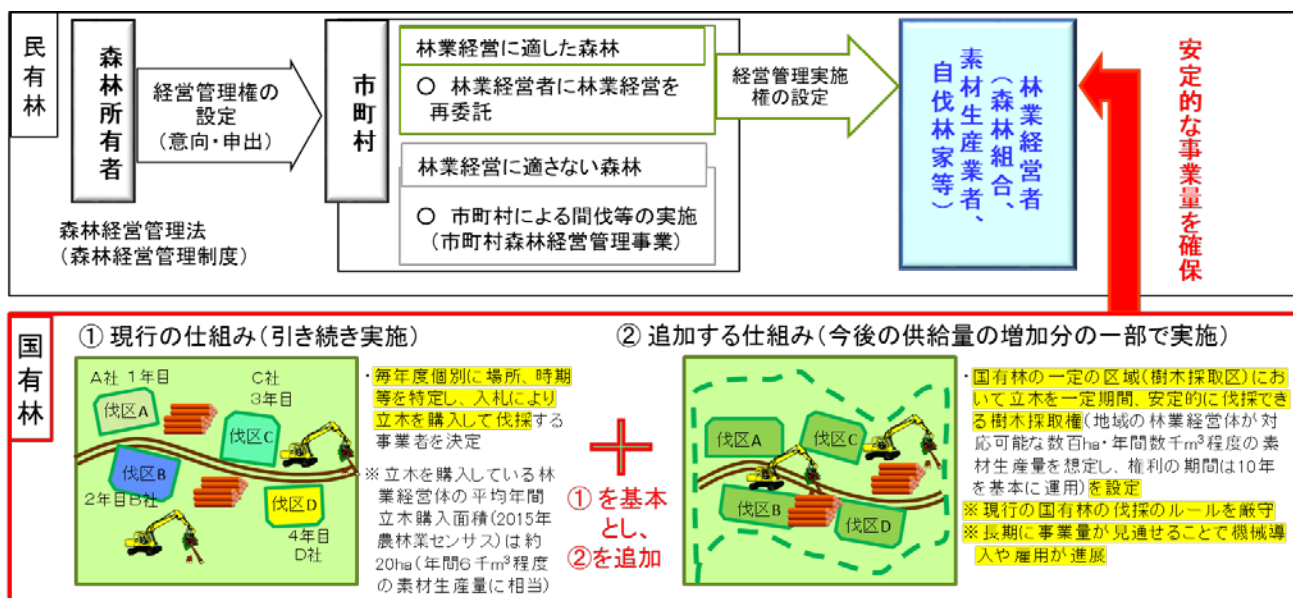 民有林
森林所有者
経営管理権の
設定
（意向・申出）
森林経営管理法
（森林経営管理制度）
市町村
林業経営に適した森林
○ 林業経営者に林業経営を
再委託
林業経営に適さない森林
○ 市町村による間伐等の実施
（市町村森林経営管理事業）
経営管理実施
権の設定
林業経営者
（森林組合、
素材生産業者、
自伐林家等）
安定的な事業量を確保
国有林
① 現行の仕組み（引き続き実施）
A社 １年目
伐区A
C社
３年目
伐区C
伐区B
２年目B社
伐区D
４年目
D社
・毎年度個別に場所、時期
等を特定し、入札により
立木を購入して伐採する
事業者を決定
※ 立木を購入している林
業経営体の平均年間
立木購入面積（2015年
農林業センサス）は約
20ha（年間６千m³程度
の素材生産量に相当）
＋
① を基本
とし、
②を追加
② 追加する仕組み（今後の供給量の増加分の一部で実施）
伐区A
伐区C
伐区B
伐区D
・国有林の一定の区域（樹木採取区）にお
いて立木を一定期間、安定的に伐採でき
る樹木採取権（地域の林業経営体が対
応可能な数百ha・年間数千m³程度の素
材生産量を想定し、権利の期間は10年
を基本に運用）を設定
※ 現行の国有林の伐採のルールを厳守
※ 長期に事業量が見通せることで機械導
入や雇用が進展